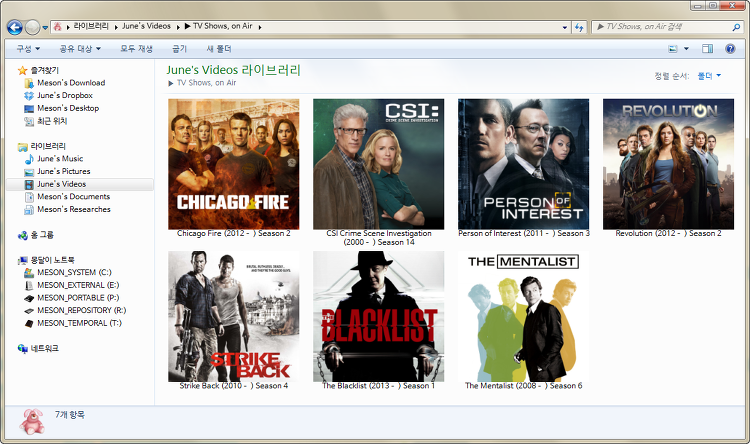 라이브러리 ▶ June's Videos ▶ ▶ TV Shows, on Air ▶
▶ TV Shows, on Air 검색
구성 공유 대상 모두 재생 굽기 새 폴더
즐겨찾기
Meson's Download
June's Dropbox
Meson's Desktop
최근 위치
라이브러리
June's Music
June's Pictures
June's Videos
Meson's Documents
Meson's Researches
홈 그룹
몽달이 노트북
MESON_SYSTEM (C:)
MESON_EXTERNAL (E:)
MESON_PORTABLE (P:)
MESON_REPOSITORY (R:)
MESON_TEMPORAL (T:)
네트워크
June's Videos 라이브러리
▶ TV Shows, on Air
정렬 순서: 폴더
CHICAGO FIRE
Chicago Fire (2012 - ) Season 2
CSI:
CRIME SCENE INVESTIGATION
CSI Crime Scene Investigation
(2000 - ) Season 14
PERSON OF
INTEREST
Person of Interest (2011 - ) Season 3
REVOLUTION
Revolution (2012 - ) Season 2
STRIKE
BACK
Strike Back (2010 - ) Season 4
THE
BLACKLIST
The Blacklist (2013 - ) Season 1
THE MENTALIST
The Mentalist (2008 - ) Season 6
7개 항목